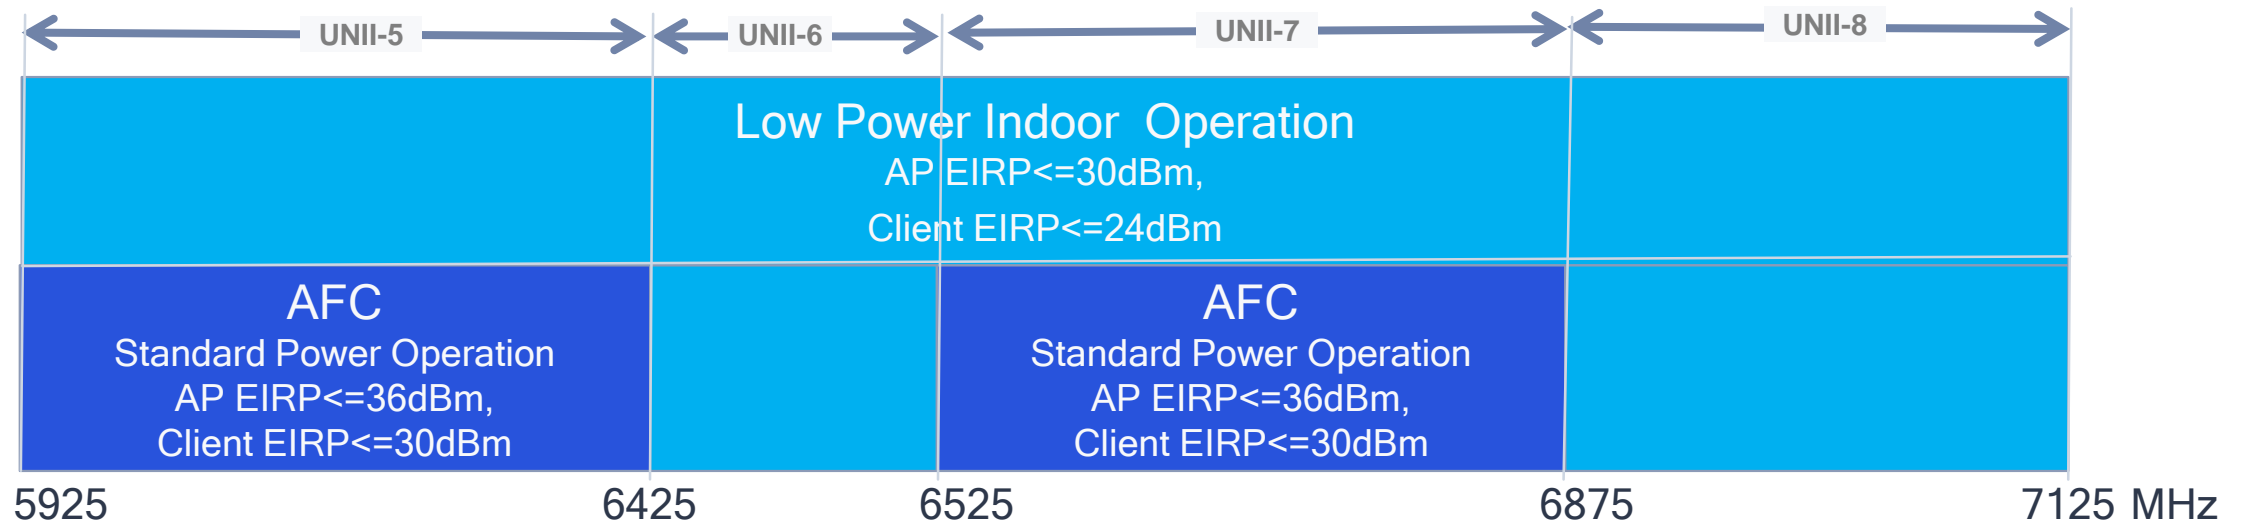 UNII-5
UNII-6
UNII-7
UNII-8
Low Power Indoor Operation
AP EIRP<=30dBm,
Client EIRP<=24dBm
AFC
Standard Power Operation
AP EIRP<=36dBm,
Client EIRP<=30dBm
AFC
Standard Power Operation
AP EIRP<=36dBm,
Client EIRP<=30dBm
5925
6425
6525
6875
7125 MHz